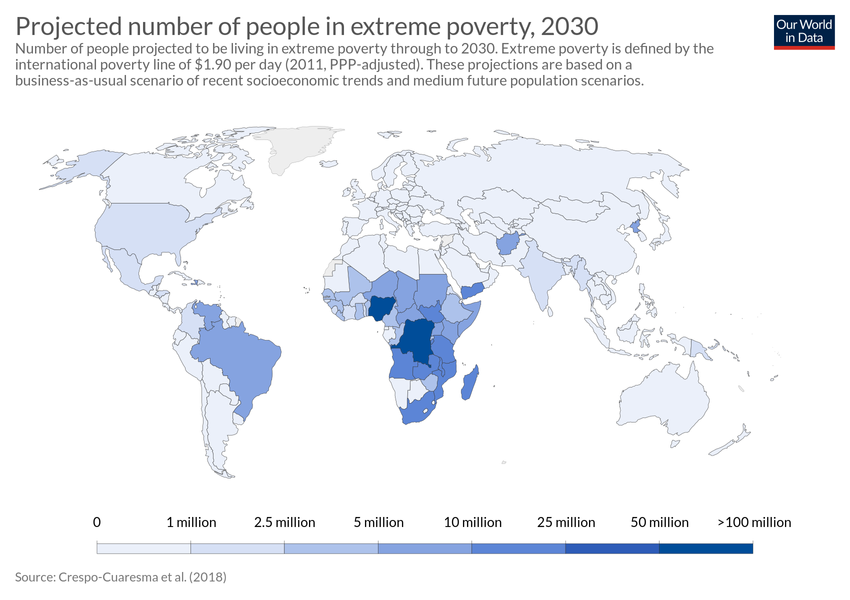 Projected number of people in extreme poverty, 2030
Our World
in Data
Number of people projected to be living in extreme poverty through to 2030. Extreme poverty is defined by the
international poverty line of $1.90 per day (2011, PPP-adjusted). These projections are based on a
business-as-usual scenario of recent socioeconomic trends and medium future population scenarios.
0 1 million 2.5 million 5 million 10 million 25 million 50 million >100 million
Source: Crespo-Cuaresma et al. (2018)